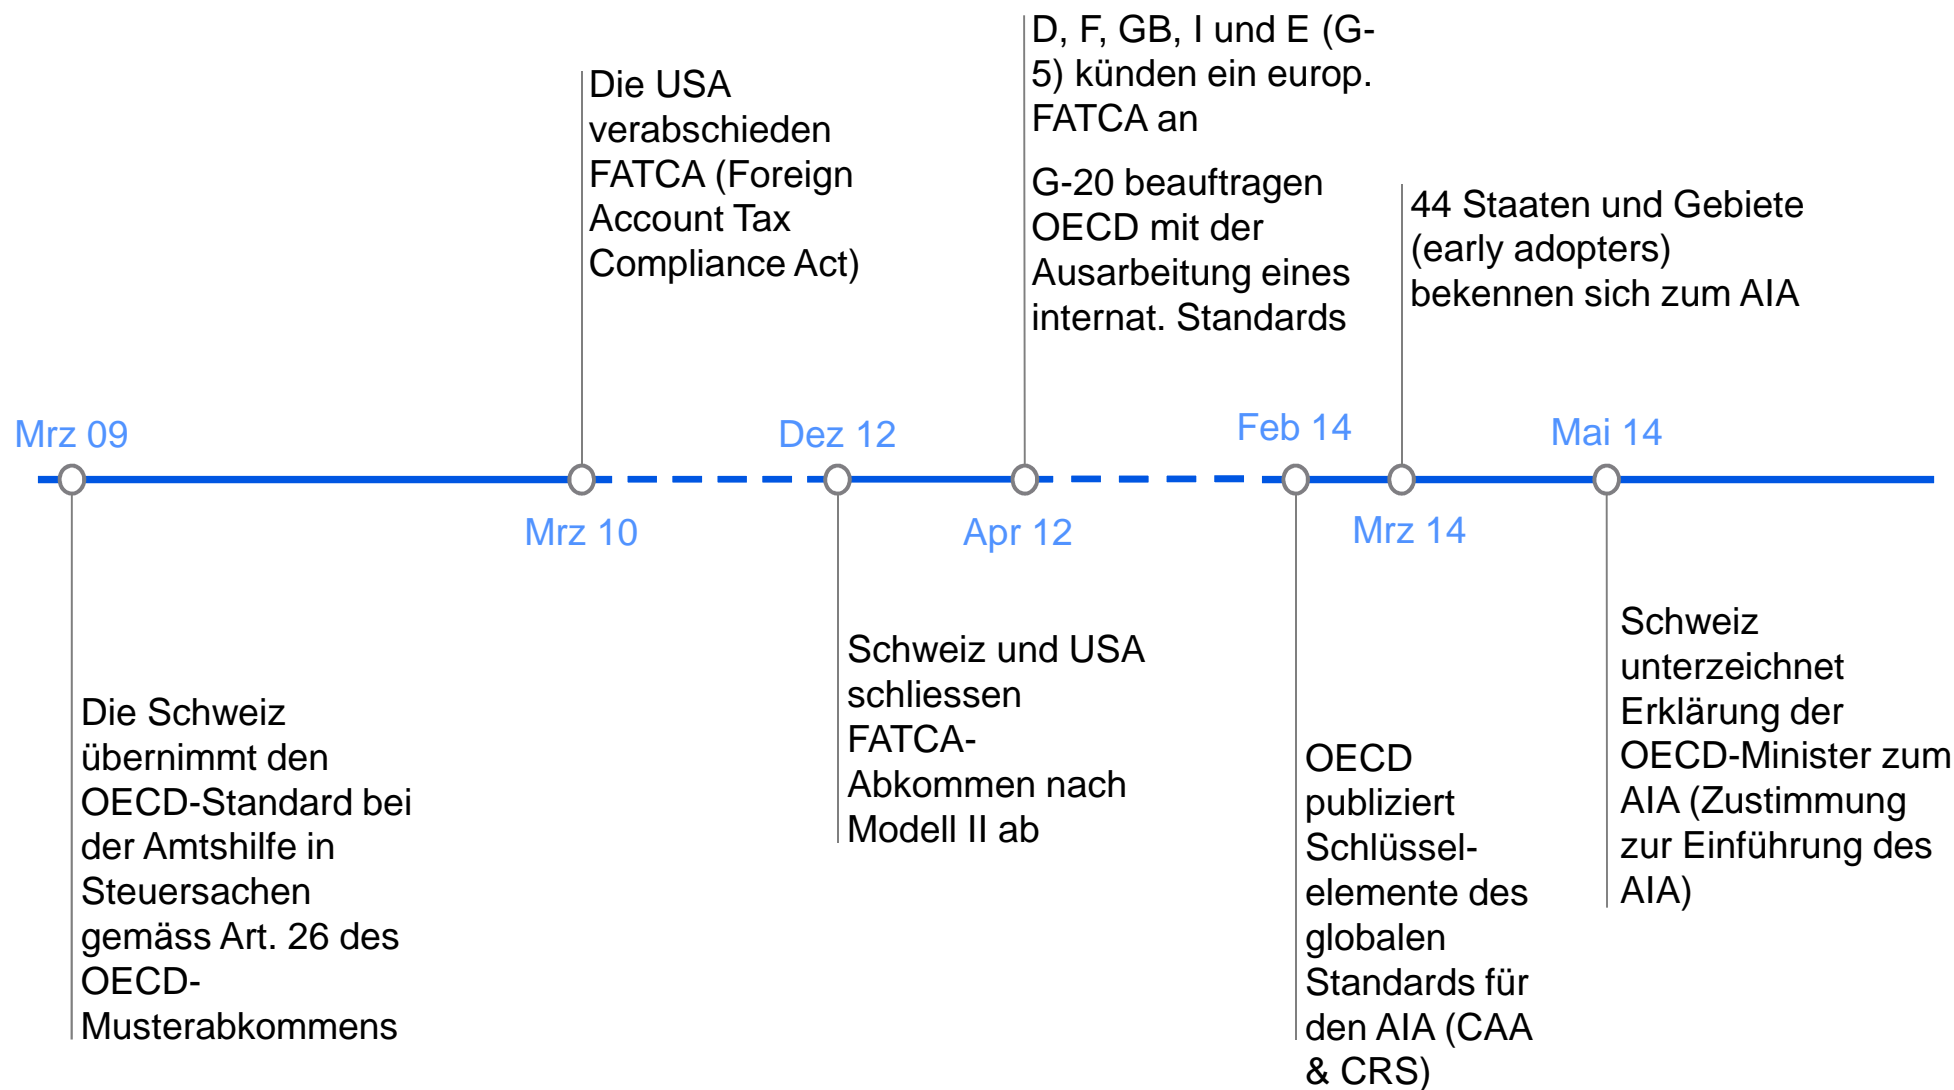 D, F, GB, I und E (G-
5) künden ein europ.
FATCA an
G-20 beauftragen
OECD mit der
Ausarbeitung eines
internat. Standards
Die USA
verabschieden
FATCA (Foreign
Account Tax
Compliance Act)
44 Staaten und Gebiete
(early adopters)
bekennen sich zum AIA
Mrz 09
Dez 12
Feb 14
Mai 14
Mrz 10
Apr 12
Mrz 14
Die Schweiz
übernimmt den
OECD-Standard bei
der Amtshilfe in
Steuersachen
gemäss Art. 26 des
OECD-
Musterabkommens
Schweiz und USA
schliessen
FATCA-
Abkommen nach
Modell II ab
OECD
publiziert
Schlüssel-
elemente des
globalen
Standards für
den AIA (CAA
& CRS)
Schweiz
unterzeichnet
Erklärung der
OECD-Minister zum
AIA (Zustimmung
zur Einführung des
AIA)